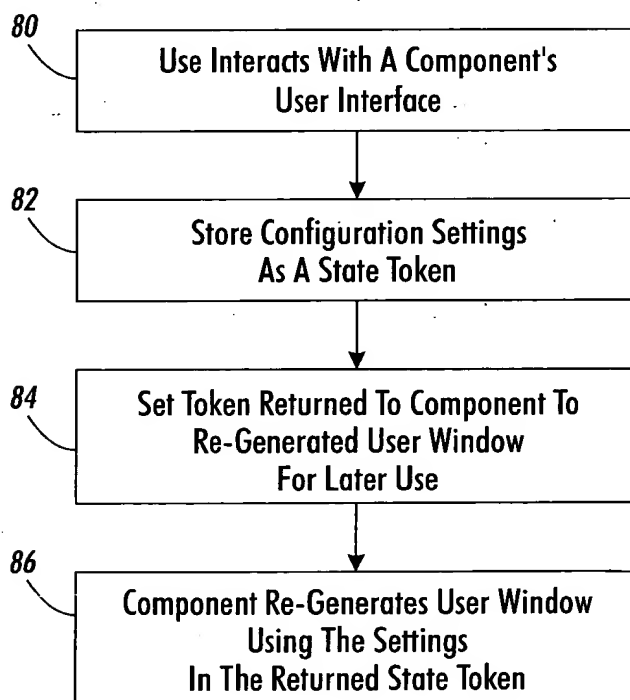 80
Use Interacts With A Component's
User Interface
82
Store Configuration Settings
As A State Token
84
Set Token Returned To Component To
Re-Generated User Window
For Later Use
86
Component Re-Generates User Window
Using The Settings
In The Returned State Token